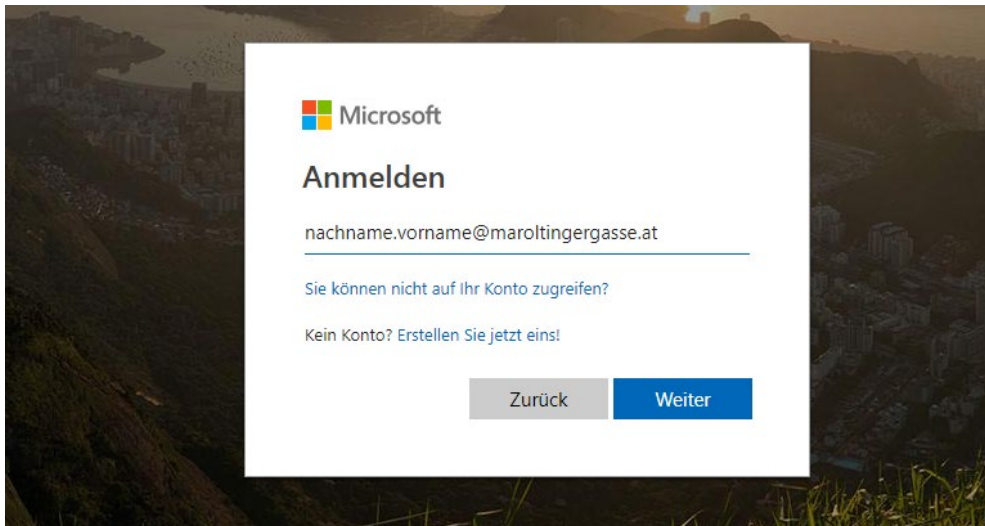 Microsoft
Anmelden
nachname.vorname@maroltingergasse.at
Sie können nicht auf Ihr Konto zugreifen?
Kein Konto? Erstellen Sie jetzt eins!
Zurück Weiter